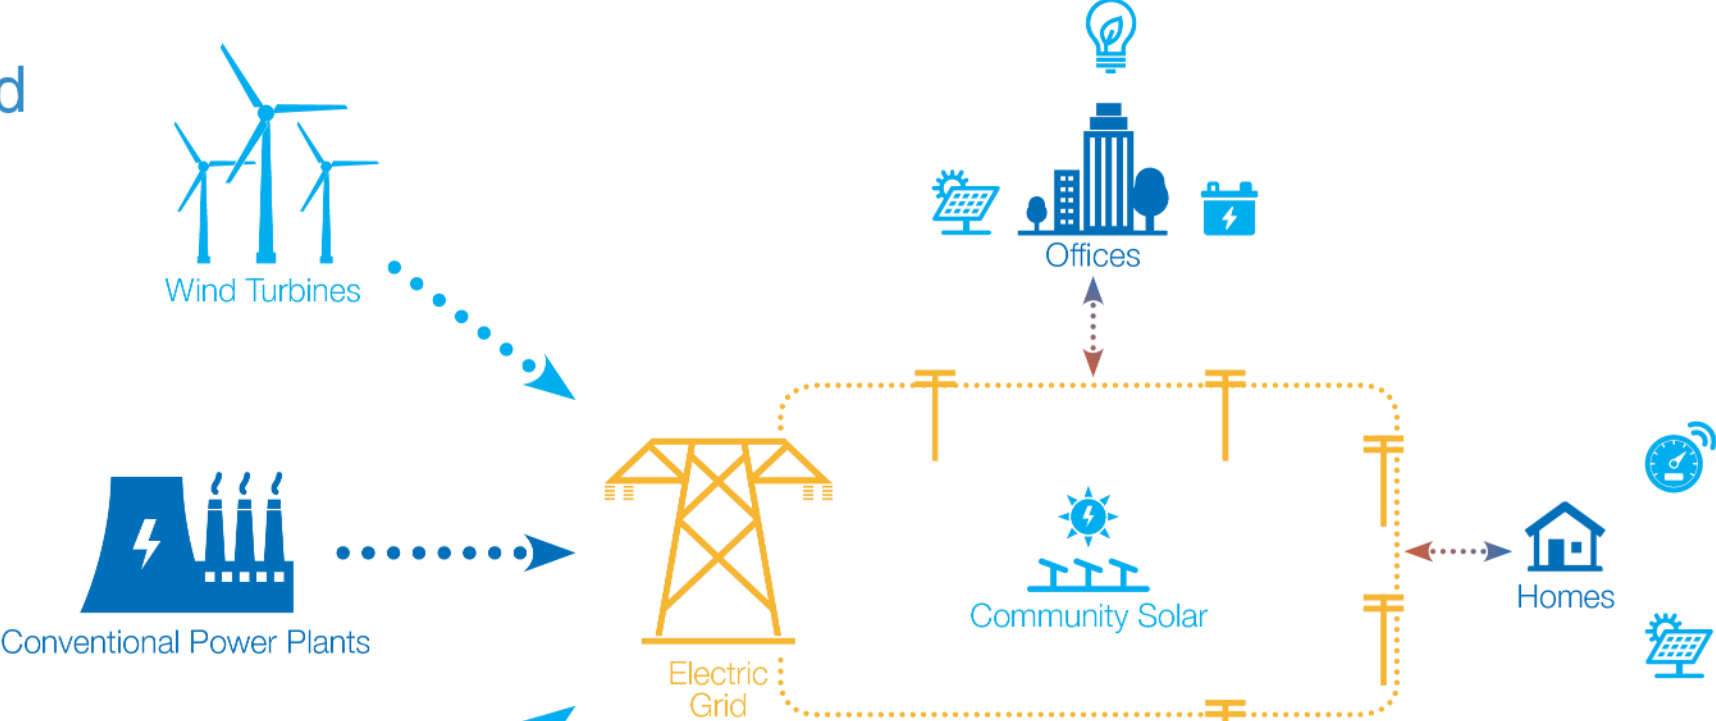 d
Wind Turbines
Offices
Conventional Power Plants
Community Solar
Homes
Electric
Grid